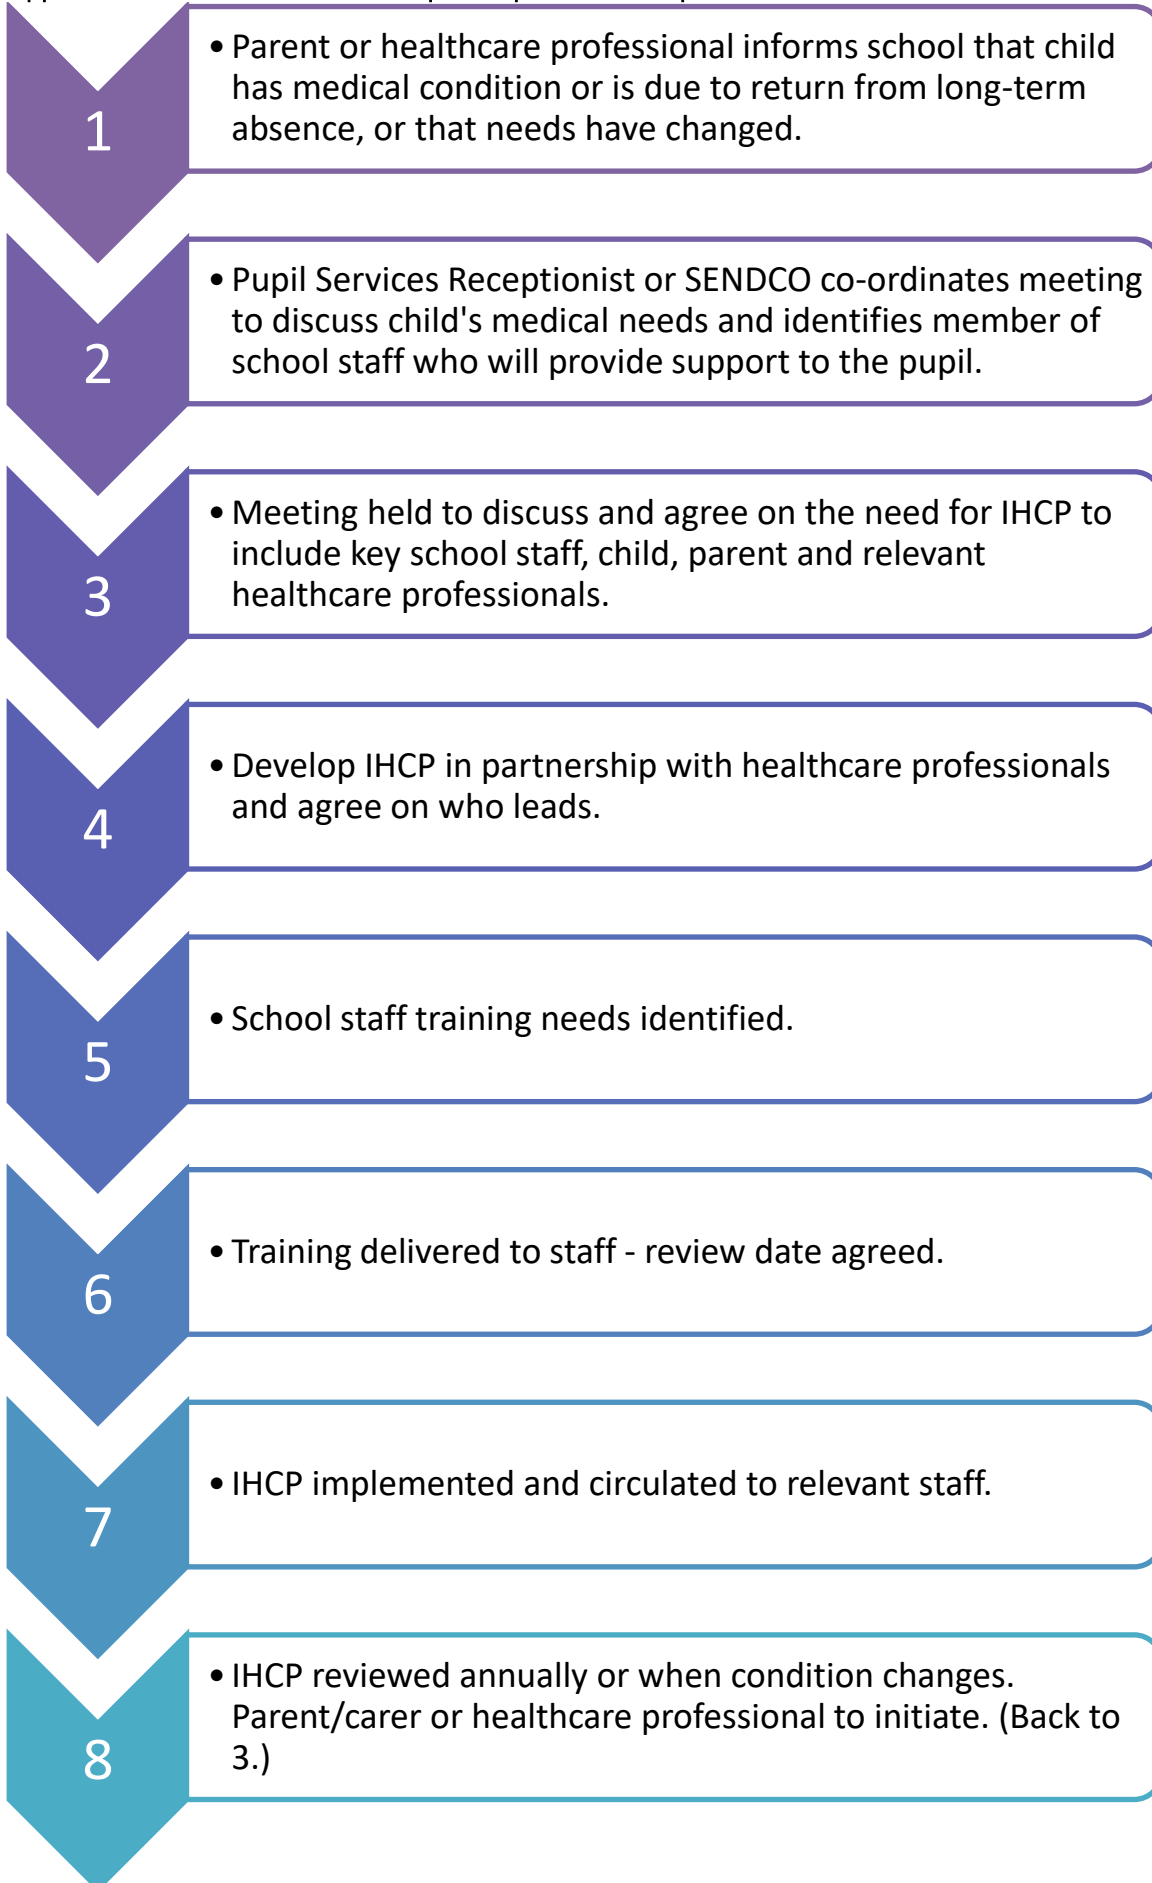 1
• Parent or healthcare professional informs school that child
has medical condition or is due to return from long-term
absence, or that needs have changed.
2
• Pupil Services Receptionist or SENDCO co-ordinates meeting
to discuss child's medical needs and identifies member of
school staff who will provide support to the pupil.
3
• Meeting held to discuss and agree on the need for IHCP to
include key school staff, child, parent and relevant
healthcare professionals.
4
• Develop IHCP in partnership with healthcare professionals
and agree on who leads.
5
• School staff training needs identified.
6
• Training delivered to staff - review date agreed.
7
• IHCP implemented and circulated to relevant staff.
8
• IHCP reviewed annually or when condition changes.
Parent/carer or healthcare professional to initiate. (Back to
3.)